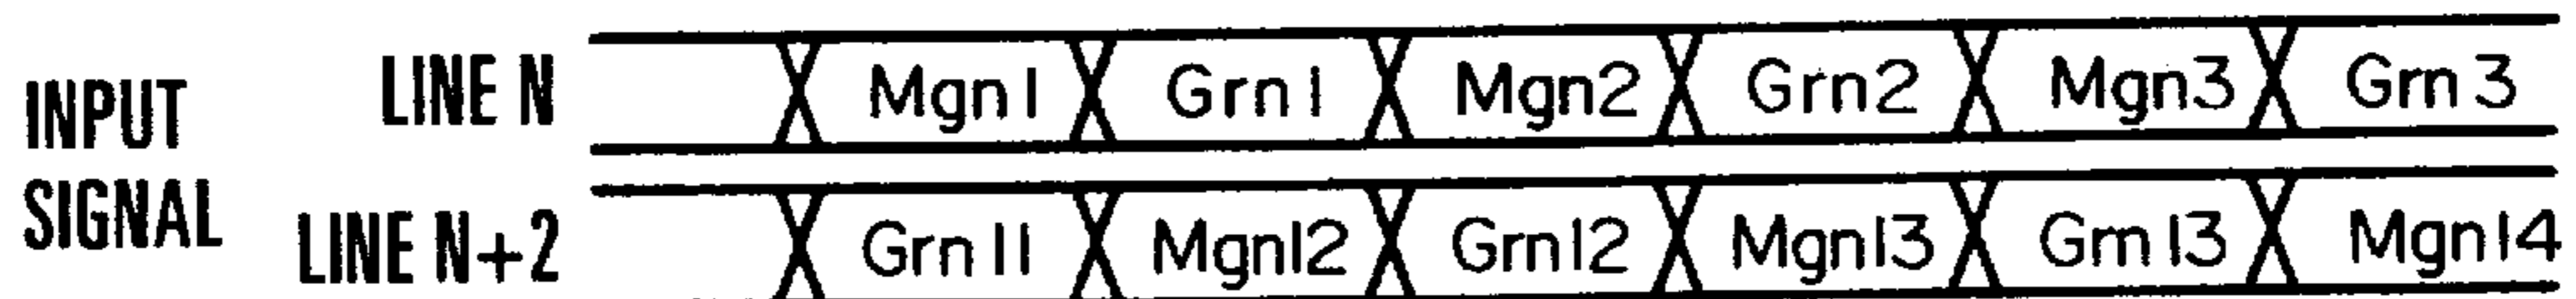 INPUT SIGNAL
LINE N Mgn1 Grn1 Mgn2 Grn2 Mgn3 Grn3
LINE N+2 Grn11 Mgn12 Grn12 Mgn13 Grn13 Mgn14